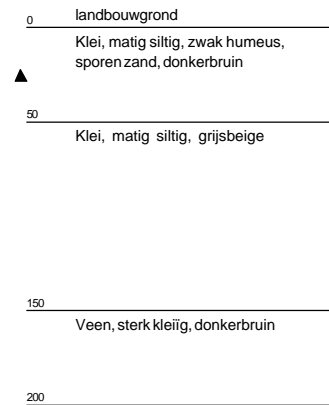 landbouwgrond
0
Klei, matig siltig, zwak humeus,
sporen zand, donkerbruin
50
Klei, matig siltig, grijsbeige
150
Veen, sterk kleiïg, donkerbruin
200